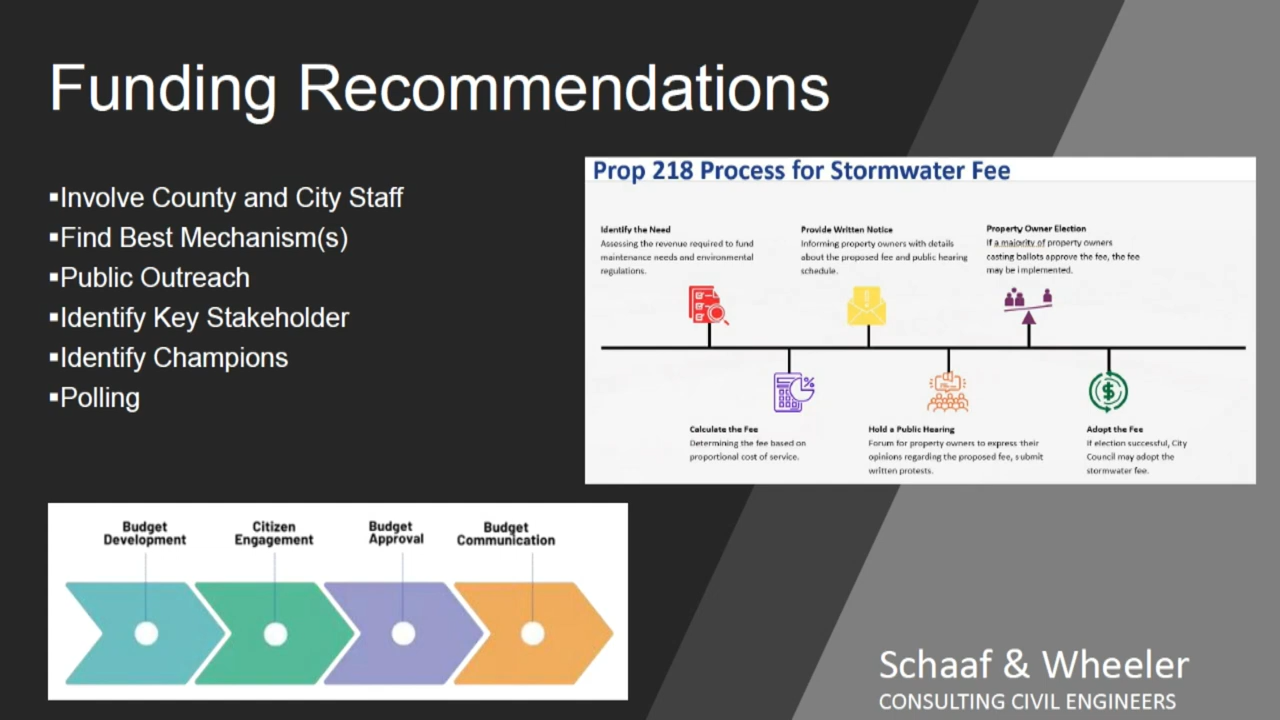 Funding Recommendations
▪Involve County and City Staff
▪Find Best Mechanism(s)
▪Public Outreach
▪Identify Key Stakeholder
▪Identify Champions
▪Polling
Prop 218 Process for Stormwater Fee
Identify the Need
Assessing the revenue required to fund
maintenance needs and environmental
regulations.
Provide Written Notice
Informing property owners with details
about the proposed fee and public hearing
schedule.
Property Owner Election
If a majority of property owners
casting ballots approve the fee, the fee
may be implemented.
Calculate the Fee
Determining the fee based on
proportional cost of service.
Hold a Public Hearing
Forum for property owners to express their
opinions regarding the proposed fee, submit
written protests.
Adopt the Fee
If election successful, City
Council may adopt the
stormwater fee.
Budget
Development
Citizen
Engagement
Budget
Approval
Budget
Communication
Schaaf & Wheeler
CONSULTING CIVIL ENGINEERS